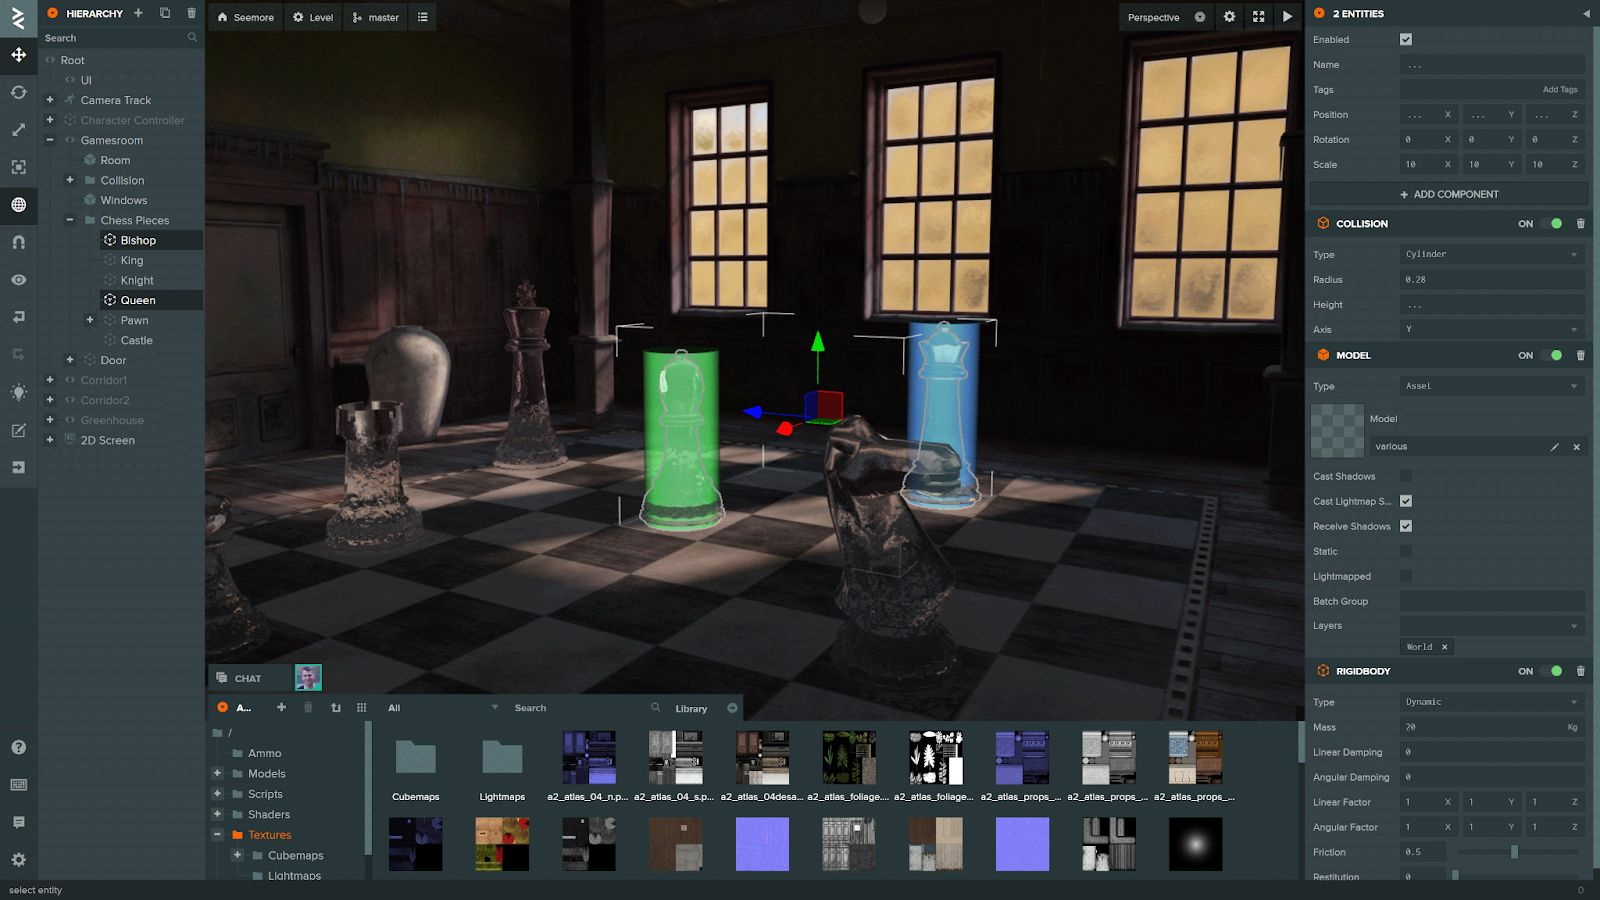 HIERARCHY
Search
Root
UI
Camera Track
Character Controller
Gamesroom
Room
Collision
Windows
Chess Pieces
Bishop
King
Knight
Queen
Pawn
Castle
Door
Corridor1
Corridor2
Greenhouse
2D Screen
Seemore
Level
master
Perspective
2 ENTITIES
Enabled
Name ...
Tags Add Tags
Position ... X ... Y ... Z
Rotation 0 X 0 Y 0 Z
Scale 10 X 10 Y 10 Z
+ ADD COMPONENT
COLLISION ON
Type Cylinder
Radius 0.28
Height ...
Axis Y
MODEL ON
Type Asset
Model
various
Cast Shadows
Cast Lightmap S...
Receive Shadows
Static
Lightmapped
Batch Group
Layers
World
RIGIDBODY ON
Type Dynamic
Mass 20 Kg
Linear Damping 0
Angular Damping 0
Linear Factor 1 X 1 Y 1 Z
Angular Factor 1 X 1 Y 1 Z
Friction 0.5
Restitution 0
CHAT
A... All Search Library
/
Ammo
Models
Scripts
Shaders
Textures
Cubemaps
Lightmaps
Cubemaps
Lightmaps
a2_atlas_04_n.p...
a2_atlas_04_s.p...
a2_atlas_04desa...
a2_atlas_foliage....
a2_atlas_foliage...
a2_atlas_props_...
a2_atlas_props_...
a2_atlas_props_...
select entity
0